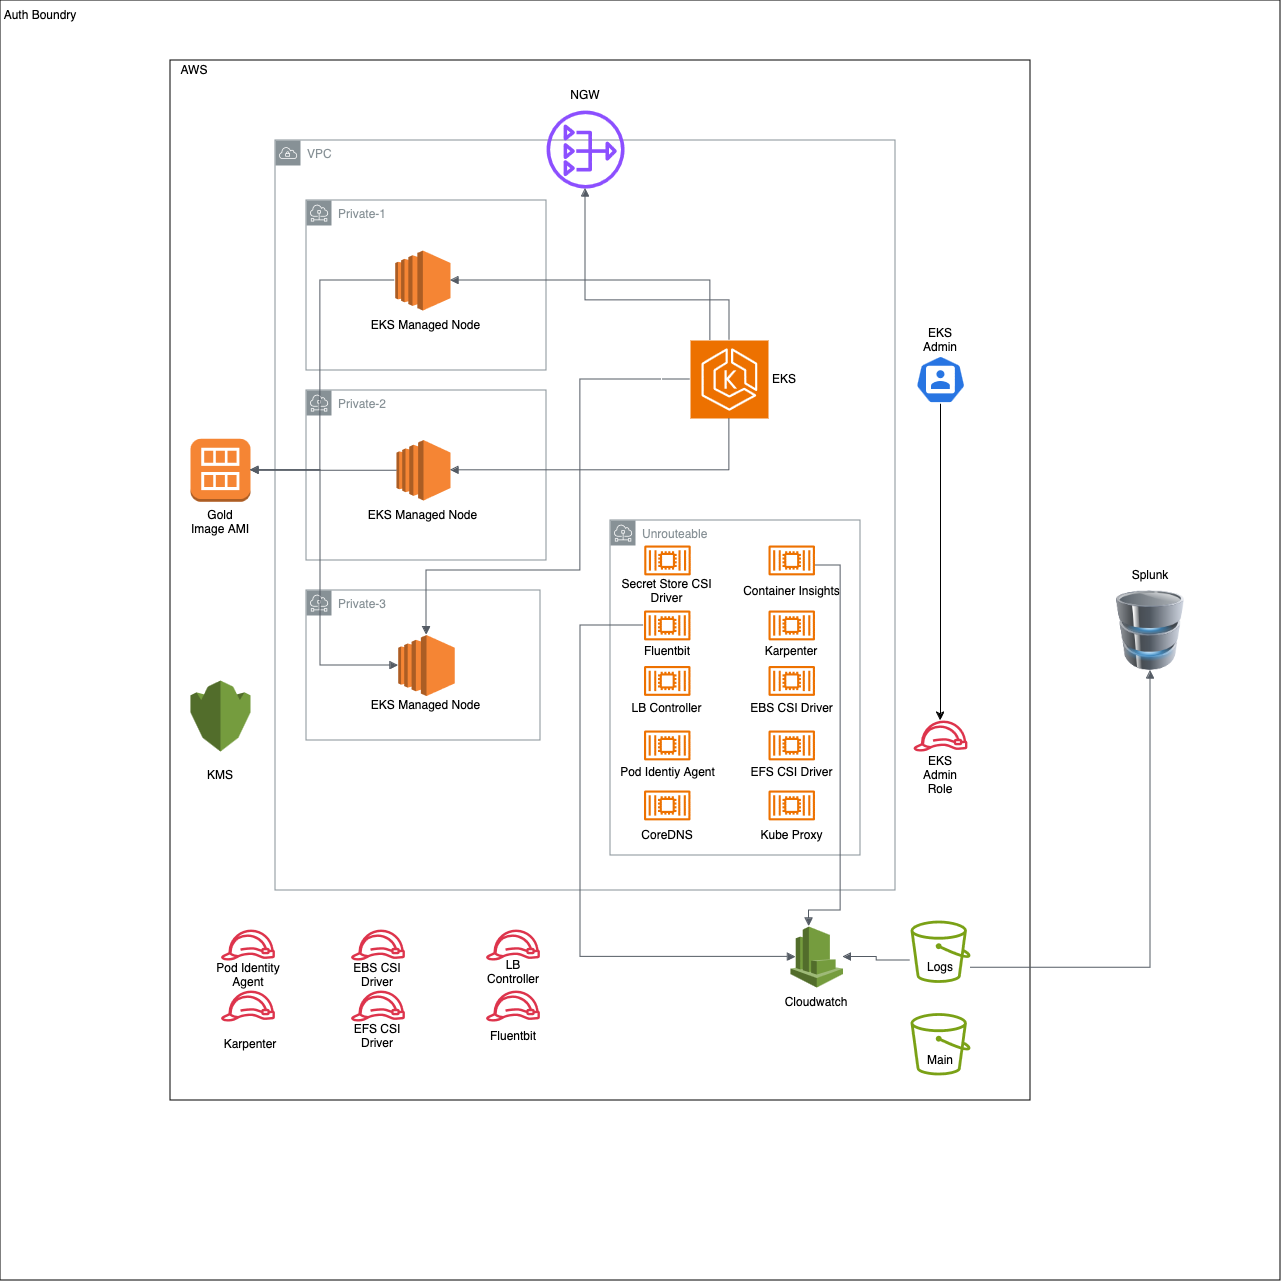 Auth Boundry
AWS
NGW
VPC
Private-1
EKS Managed Node
EKS
Admin
EKS
Private-2
EKS Managed Node
Gold
Image AMI
Unrouteable
Secret Store CSI
Driver
Container Insights
Splunk
Private-3
Fluentbit
Karpenter
EKS Managed Node
LB Controller
EBS CSI Driver
KMS
Pod Identiy Agent
EFS CSI Driver
EKS
Admin
Role
CoreDNS
Kube Proxy
Pod Identity
Agent
EBS CSI
Driver
LB
Controller
Logs
Cloudwatch
Karpenter
EFS CSI
Driver
Fluentbit
Main